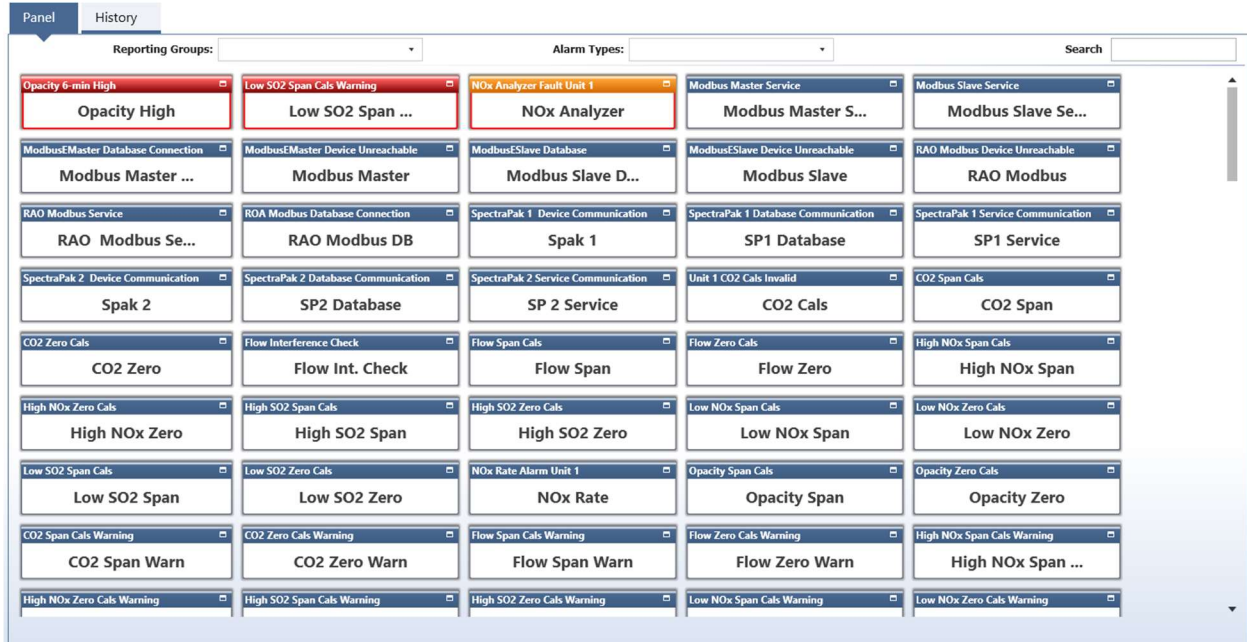 Panel History
Reporting Groups: Alarm Types: Search
Opacity 6-min High Low SO2 Span Cals Warning NOx Analyzer Fault Unit 1 Modbus Master Service Modbus Slave Service
Opacity High Low SO2 Span ... NOx Analyzer Modbus Master S... Modbus Slave Se...
ModbusEMaster Database Connection ModbusEMaster Device Unreachable ModbusESlave Database ModbusESlave Device Unreachable RAO Modbus Device Unreachable
Modbus Master ... Modbus Master Modbus Slave D... Modbus Slave RAO Modbus
RAO Modbus Service ROA Modbus Database Connection SpectraPak 1 Device Communication SpectraPak 1 Database Communication SpectraPak 1 Service Communication
RAO Modbus Se... RAO Modbus DB Spak 1 SP1 Database SP1 Service
SpectraPak 2 Device Communication SpectraPak 2 Database Communication SpectraPak 2 Service Communication Unit 1 CO2 Cals Invalid CO2 Span Cals
Spak 2 SP2 Database SP 2 Service CO2 Cals CO2 Span
CO2 Zero Cals Flow Interference Check Flow Span Cals Flow Zero Cals High NOx Span Cals
CO2 Zero Flow Int. Check Flow Span Flow Zero High NOx Span
High NOx Zero Cals High SO2 Span Cals High SO2 Zero Cals Low NOx Span Cals Low NOx Zero Cals
High NOx Zero High SO2 Span High SO2 Zero Low NOx Span Low NOx Zero
Low SO2 Span Cals Low SO2 Zero Cals NOx Rate Alarm Unit 1 Opacity Span Cals Opacity Zero Cals
Low SO2 Span Low SO2 Zero NOx Rate Opacity Span Opacity Zero
CO2 Span Cals Warning CO2 Zero Cals Warning Flow Span Cals Warning Flow Zero Cals Warning High NOx Span Cals Warning
CO2 Span Warn CO2 Zero Warn Flow Span Warn Flow Zero Warn High NOx Span ...
High NOx Zero Cals Warning High SO2 Span Cals Warning High SO2 Zero Cals Warning Low NOx Span Cals Warning Low NOx Zero Cals Warning